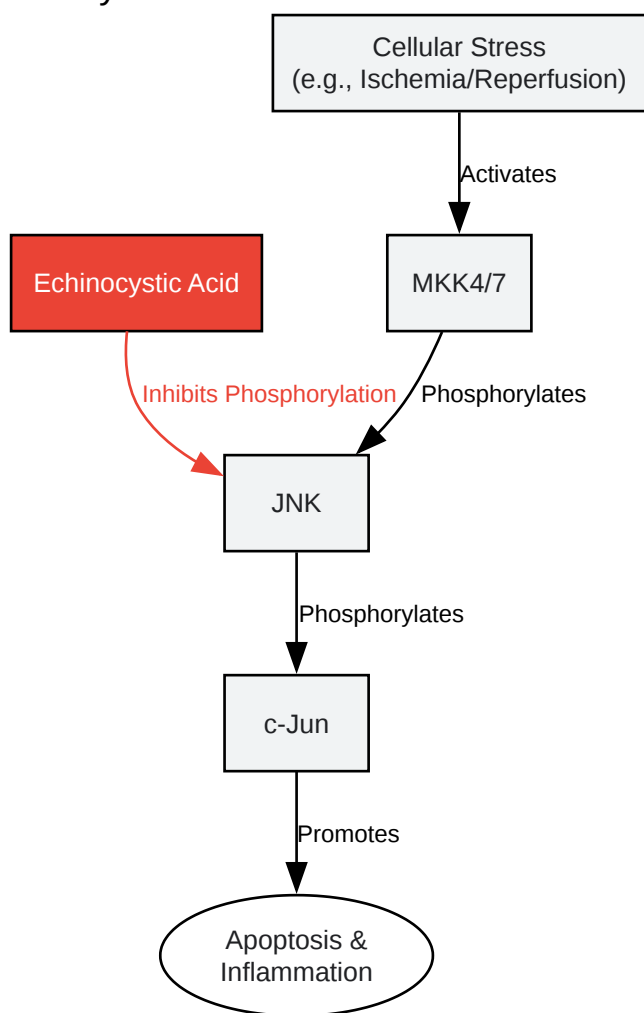 Cellular Stress
(e.g., Ischemia/Reperfusion)
Activates
Echinocystic Acid
MKK4/7
Inhibits Phosphorylation
Phosphorylates
JNK
Phosphorylates
c-Jun
Promotes
Apoptosis &
Inflammation